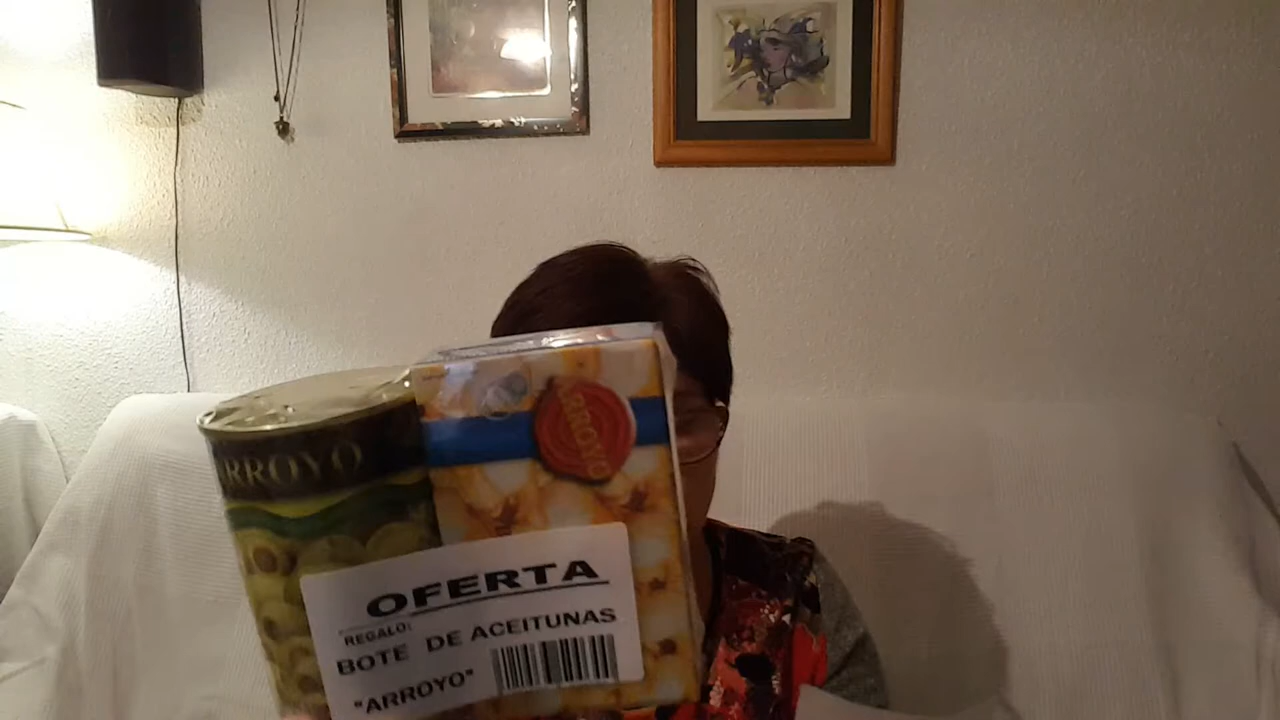 ARROYO
ARROYO
OFERTA
REGALO:
BOTE DE ACEITUNAS
"ARROYO"